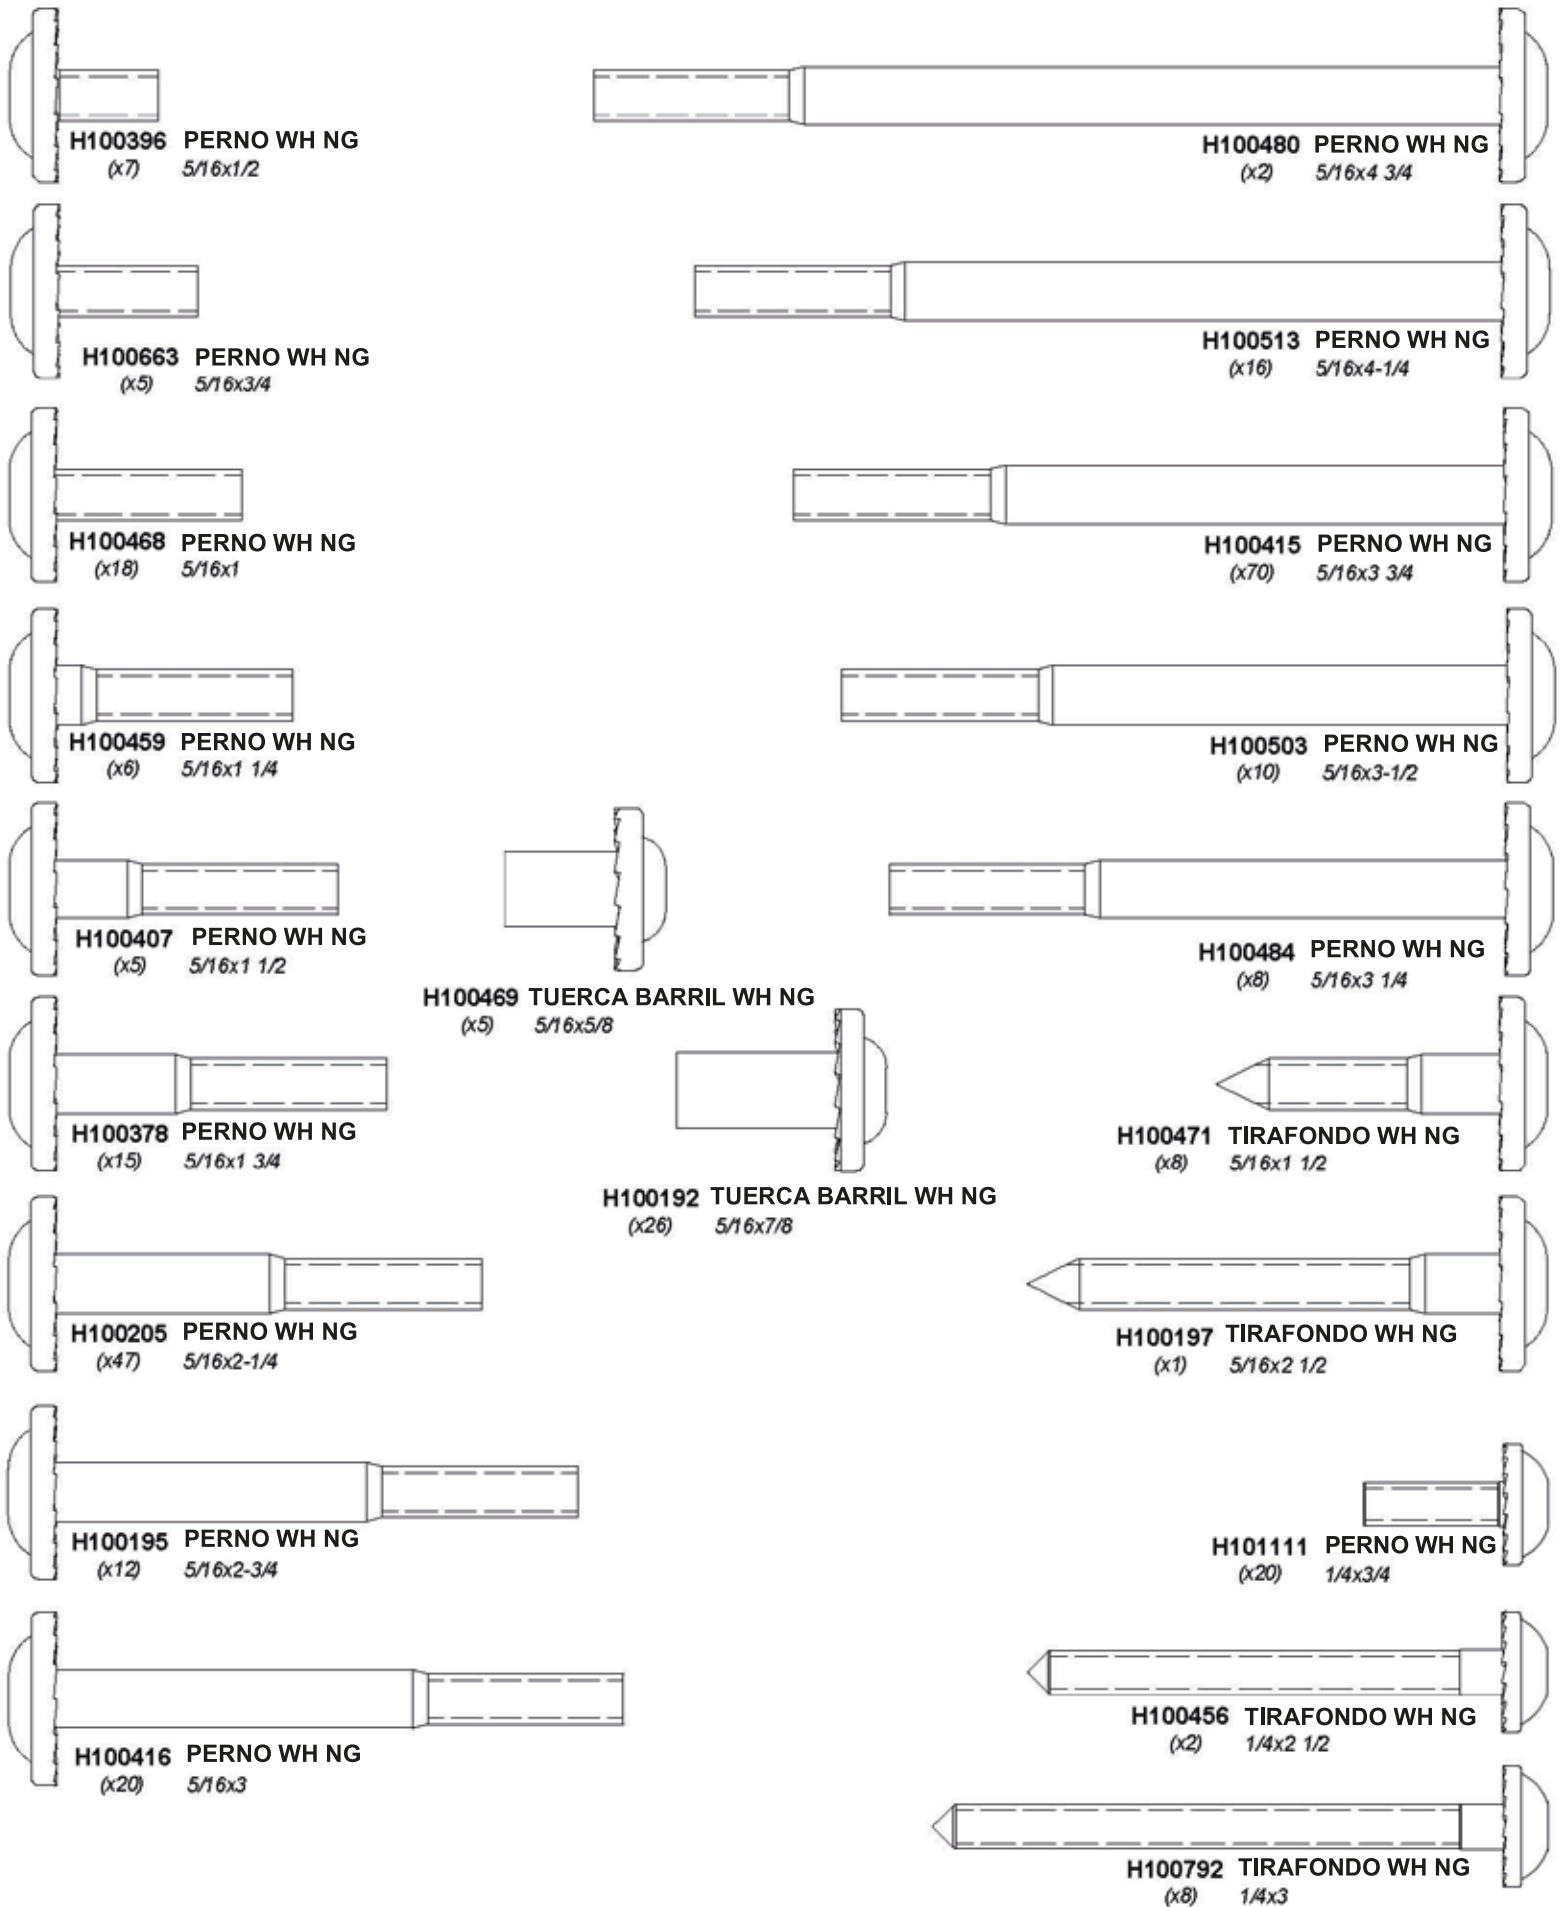 H100396 PERNO WH NG
(x7) 5/16x1/2
H100663 PERNO WH NG
(x5) 5/16x3/4
H100468 PERNO WH NG
(x18) 5/16x1
H100459 PERNO WH NG
(x6) 5/16x1 1/4
H100407 PERNO WH NG
(x5) 5/16x1 1/2
H100378 PERNO WH NG
(x15) 5/16x1 3/4
H100205 PERNO WH NG
(x47) 5/16x2-1/4
H100195 PERNO WH NG
(x12) 5/16x2-3/4
H100416 PERNO WH NG
(x20) 5/16x3
H100469 TUERCA BARRIL WH NG
(x5) 5/16x5/8
H100192 TUERCA BARRIL WH NG
(x26) 5/16x7/8
H100480 PERNO WH NG
(x2) 5/16x4 3/4
H100513 PERNO WH NG
(x16) 5/16x4-1/4
H100415 PERNO WH NG
(x70) 5/16x3 3/4
H100503 PERNO WH NG
(x10) 5/16x3-1/2
H100484 PERNO WH NG
(x8) 5/16x3 1/4
H100471 TIRAFONDO WH NG
(x8) 5/16x1 1/2
H100197 TIRAFONDO WH NG
(x1) 5/16x2 1/2
H101111 PERNO WH NG
(x20) 1/4x3/4
H100456 TIRAFONDO WH NG
(x2) 1/4x2 1/2
H100792 TIRAFONDO WH NG
(x8) 1/4x3